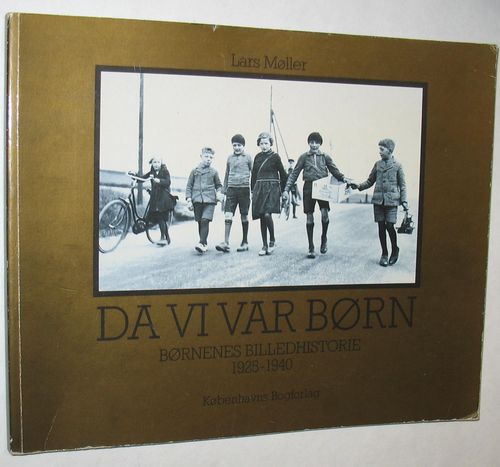 Lars Møller
DA VI VAR BØRN
BØRNENES BILLEDHISTORIE
1925-1940
Københavns Bogforlag